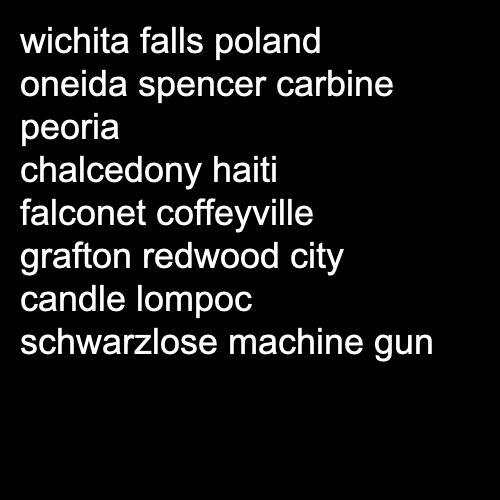 wichita falls poland
oneida spencer carbine
peoria
chalcedony haiti
falconet coffeyville
grafton redwood city
candle lompoc
schwarzlose machine gun